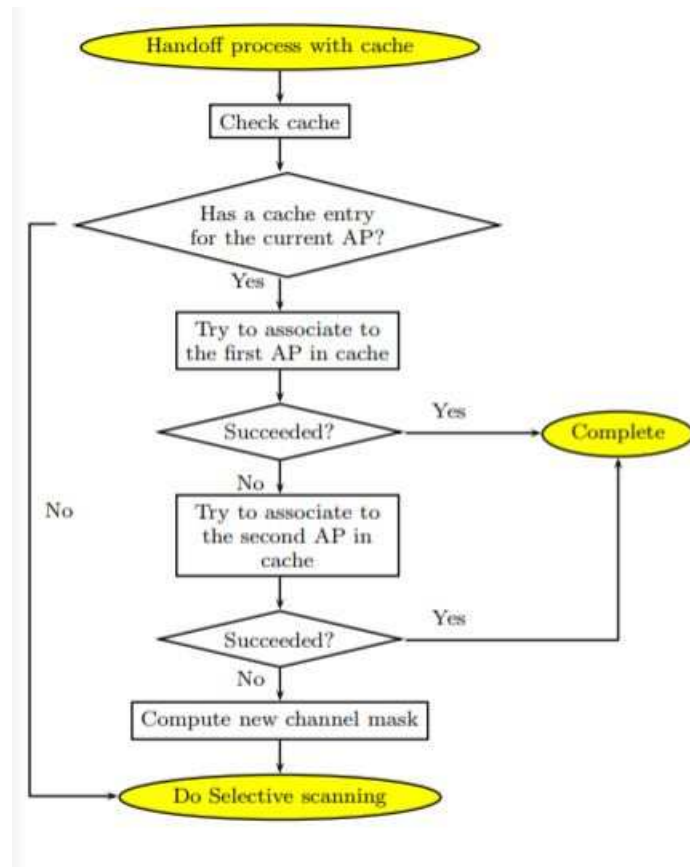 Handoff process with cache
Check cache
Has a cache entry
for the current AP?
Yes
Try to associate to
the first AP in cache
Yes
Succeeded?
Complete
No
No
Try to associate to
the second AP in
cache
Yes
Succeeded?
No
Compute new channel mask
Do Selective scanning